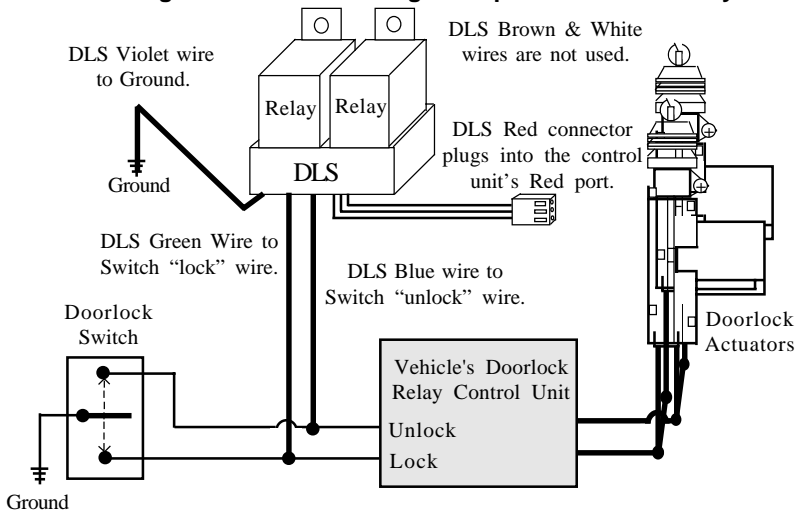 DLS Violet wire
to Ground.
DLS Brown & White
wires are not used.
Relay
Relay
DLS
DLS Red connector
plugs into the control
unit's Red port.
Ground
DLS Green Wire to
Switch “lock” wire.
DLS Blue wire to
Switch “unlock” wire.
Doorlock
Switch
Vehicle's Doorlock
Relay Control Unit
Unlock
Lock
Doorlock
Actuators
Ground